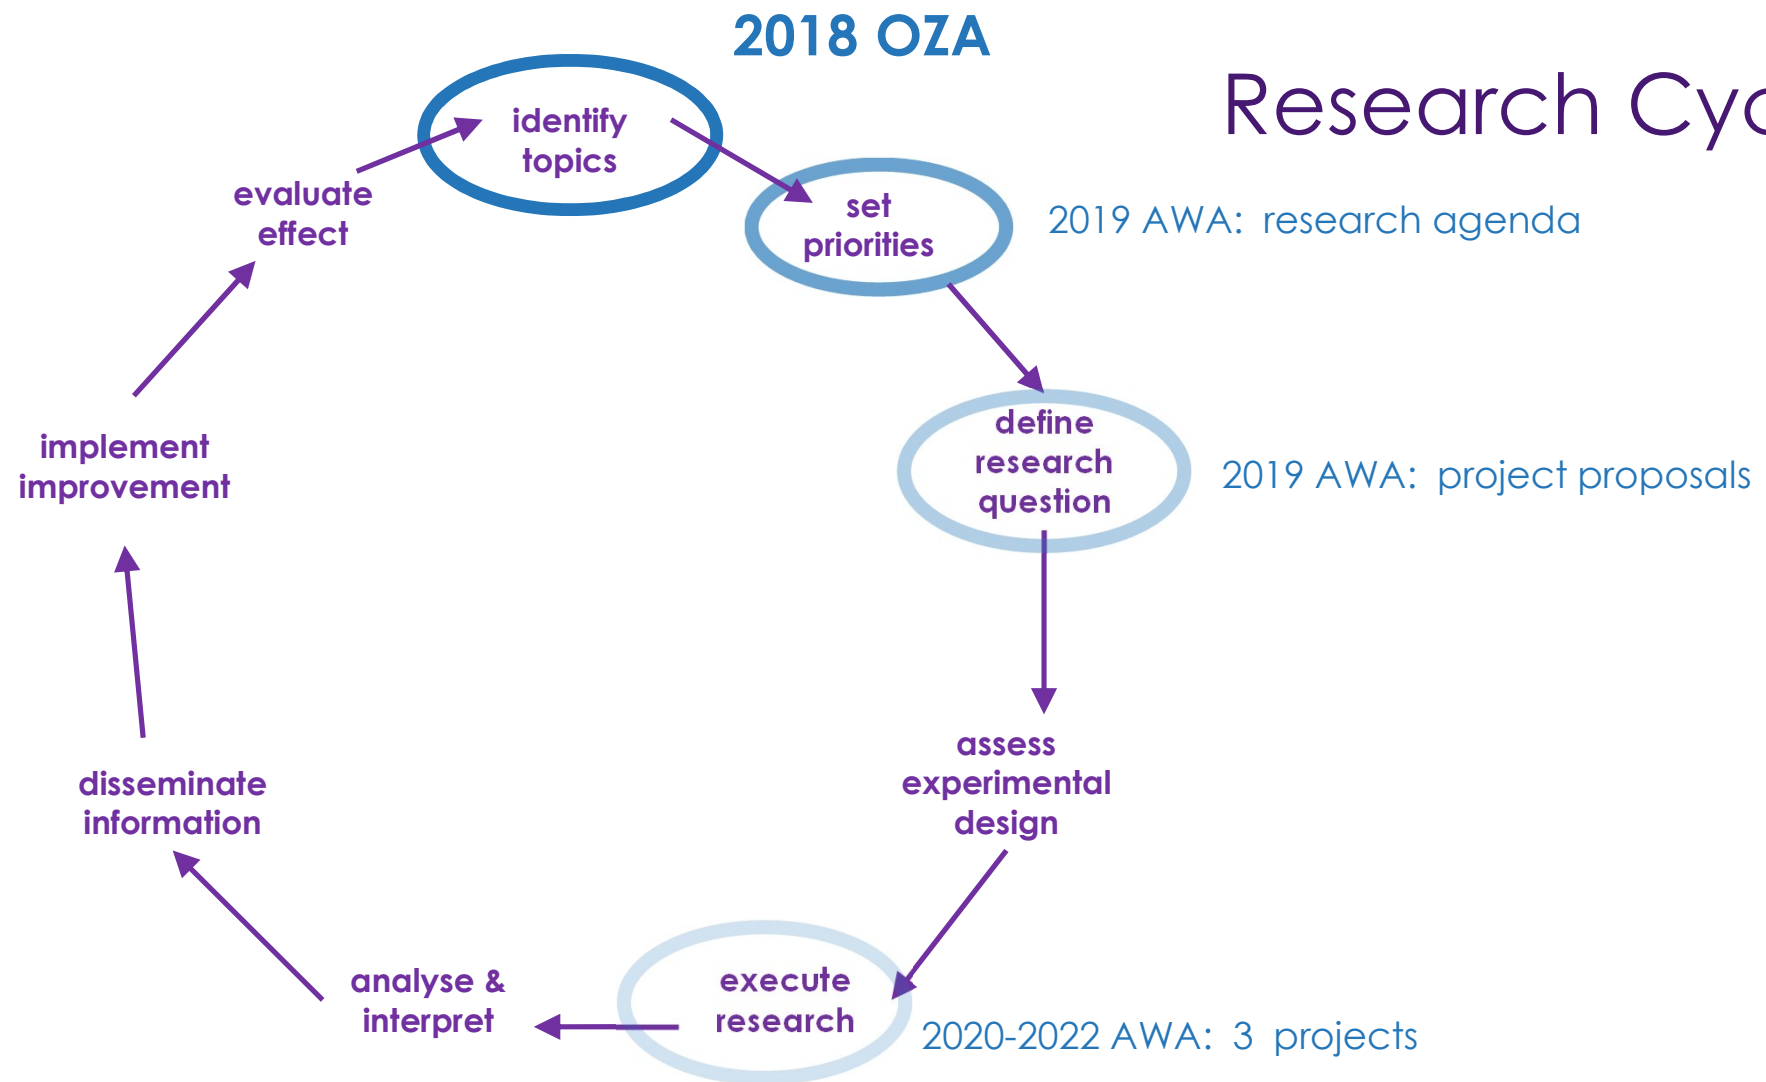 2018 OZA
Research Cyc
identify
topics
set
priorities
2019 AWA: research agenda
define
research
question
2019 AWA: project proposals
assess
experimental
design
execute
research
2020-2022 AWA: 3 projects
analyse &
interpret
disseminate
information
implement
improvement
evaluate
effect